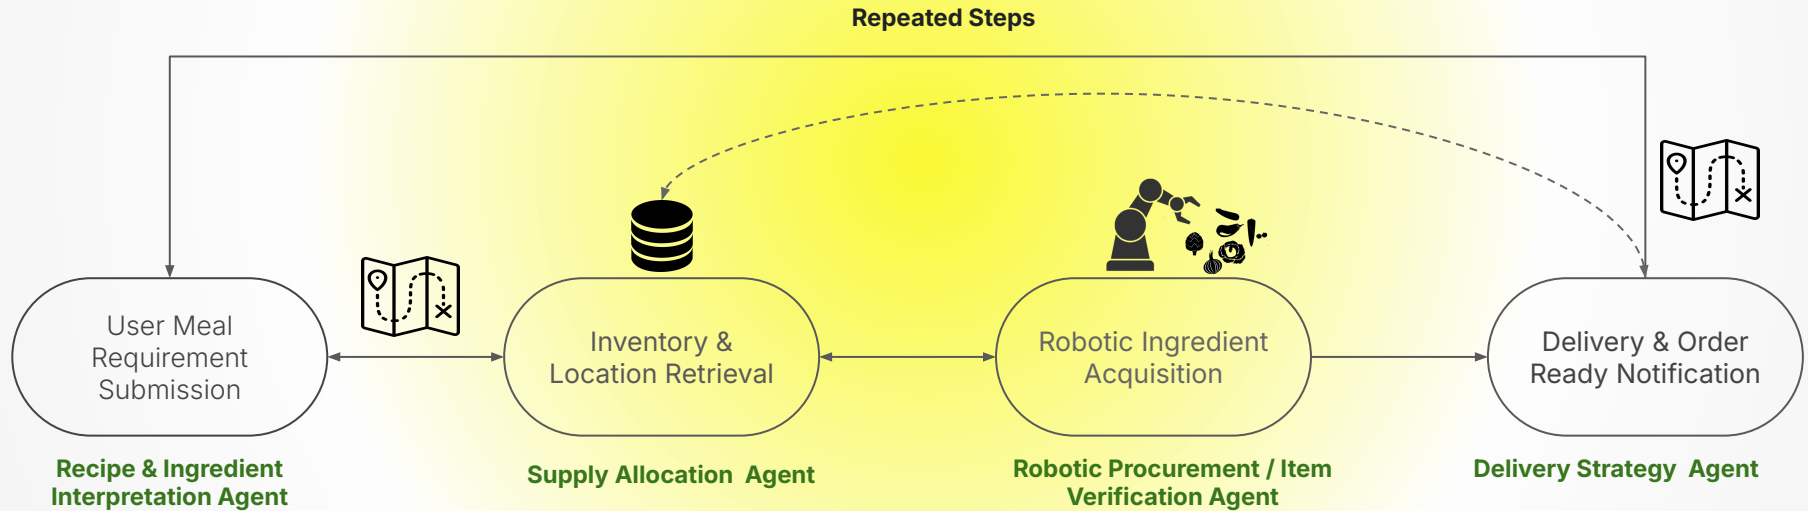 Repeated Steps
User Meal
Requirement
Submission
Inventory &
Location Retrieval
Robotic Ingredient
Acquisition
Delivery & Order
Ready Notification
Recipe & Ingredient
Interpretation Agent
Supply Allocation  Agent
Robotic Procurement / Item
Verification Agent
Delivery Strategy  Agent